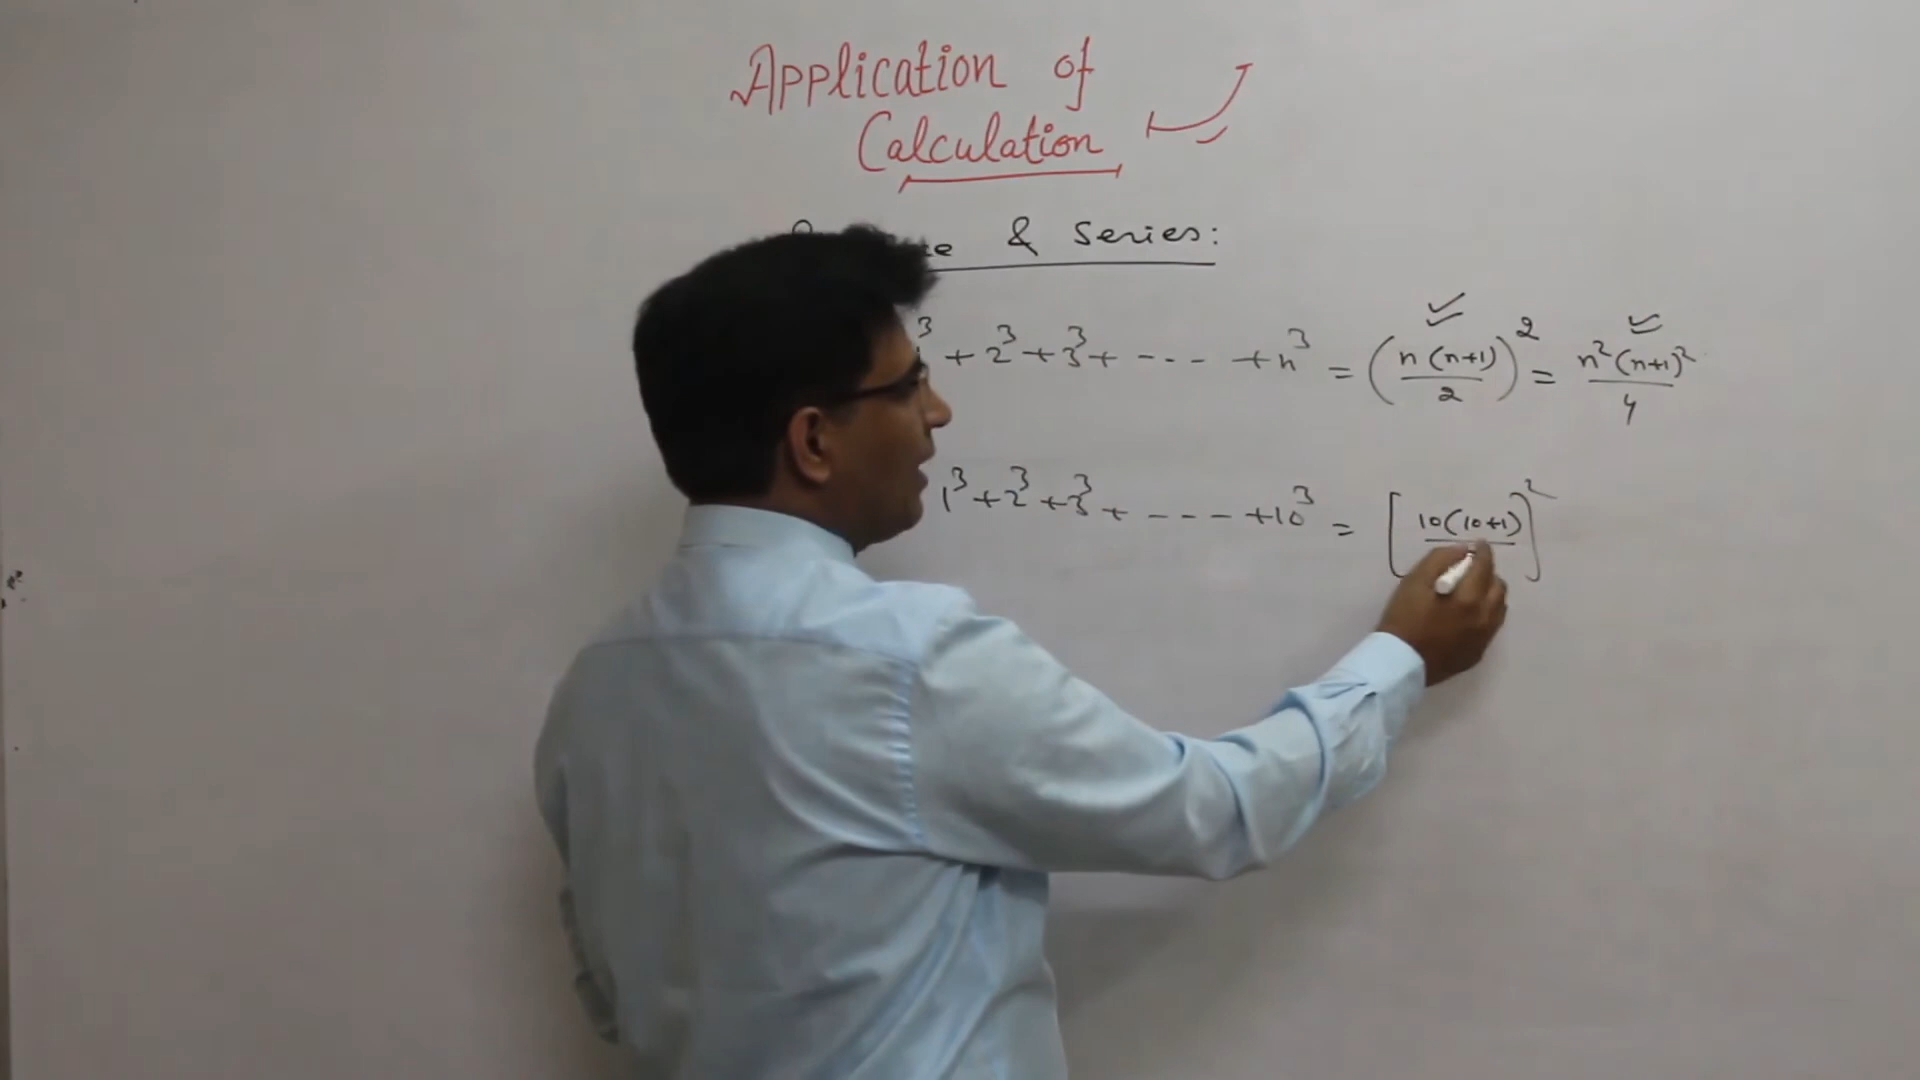 Application of
Calculation
& Series:
³ + 2³ + 3³ + --- + n³ = (n(n+1)/2)² = n²(n+1)²/4
1³ + 2³ + 3³ + ---- + 10³ = [10(10+1)]²